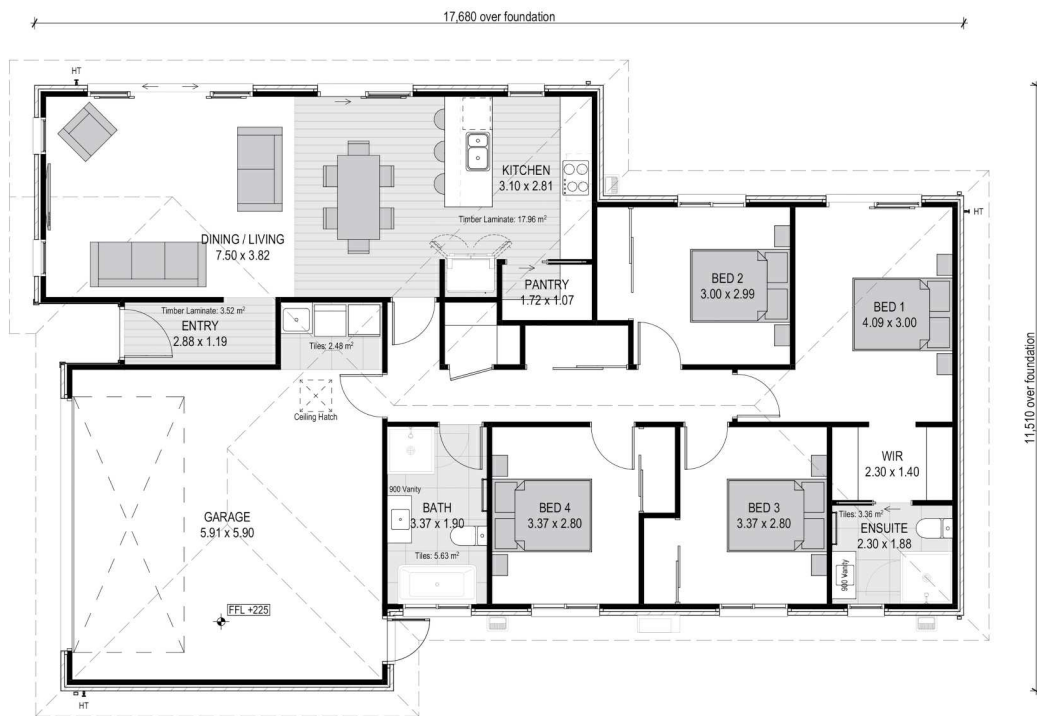 17,680 over foundation
HT
KITCHEN
3.10 x 2.81
Timber Laminate: 17.96 m²
HT
DINING / LIVING
7.50 x 3.82
PANTRY
1.72 x 1.07
BED 2
3.00 x 2.99
BED 1
4.09 x 3.00
Timber Laminate: 3.52 m²
ENTRY
2.88 x 1.19
Tiles: 2.48 m²
Ceiling Hatch
11,510 over foundation
WIR
2.30 x 1.40
900 Vanity
BATH
3.37 x 1.90
Tiles: 5.63 m²
BED 4
3.37 x 2.80
BED 3
3.37 x 2.80
Tiles: 3.36 m²
ENSUITE
2.30 x 1.88
900 Vanity
GARAGE
5.91 x 5.90
FFL +225
HT